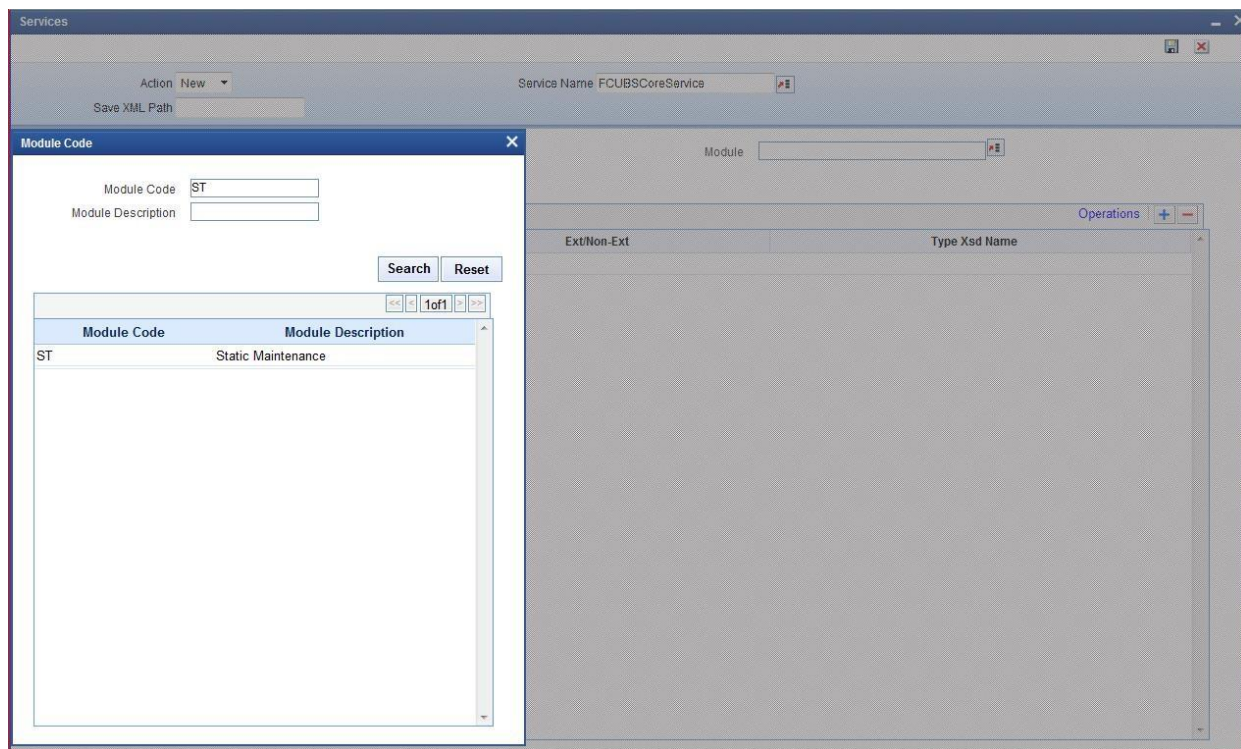 Services
Action New
Service Name FCUBSCoreService
Save XML Path
Module Code
Module
Module Code ST
Module Description
Operations
Ext/Non-Ext Type Xsd Name
Search Reset
<< < 1of1 > >>
Module Code Module Description
ST Static Maintenance